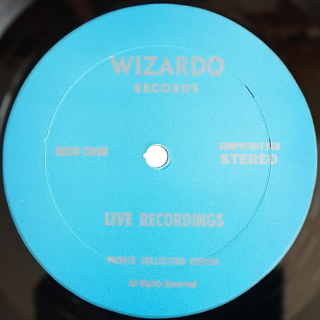 WIZARDO
RECORDS
SIDE ONE
COMPATIBLE FOR
STEREO
LIVE RECORDINGS
PRIVATE COLLECTORS EDITION
All Rights Reserved